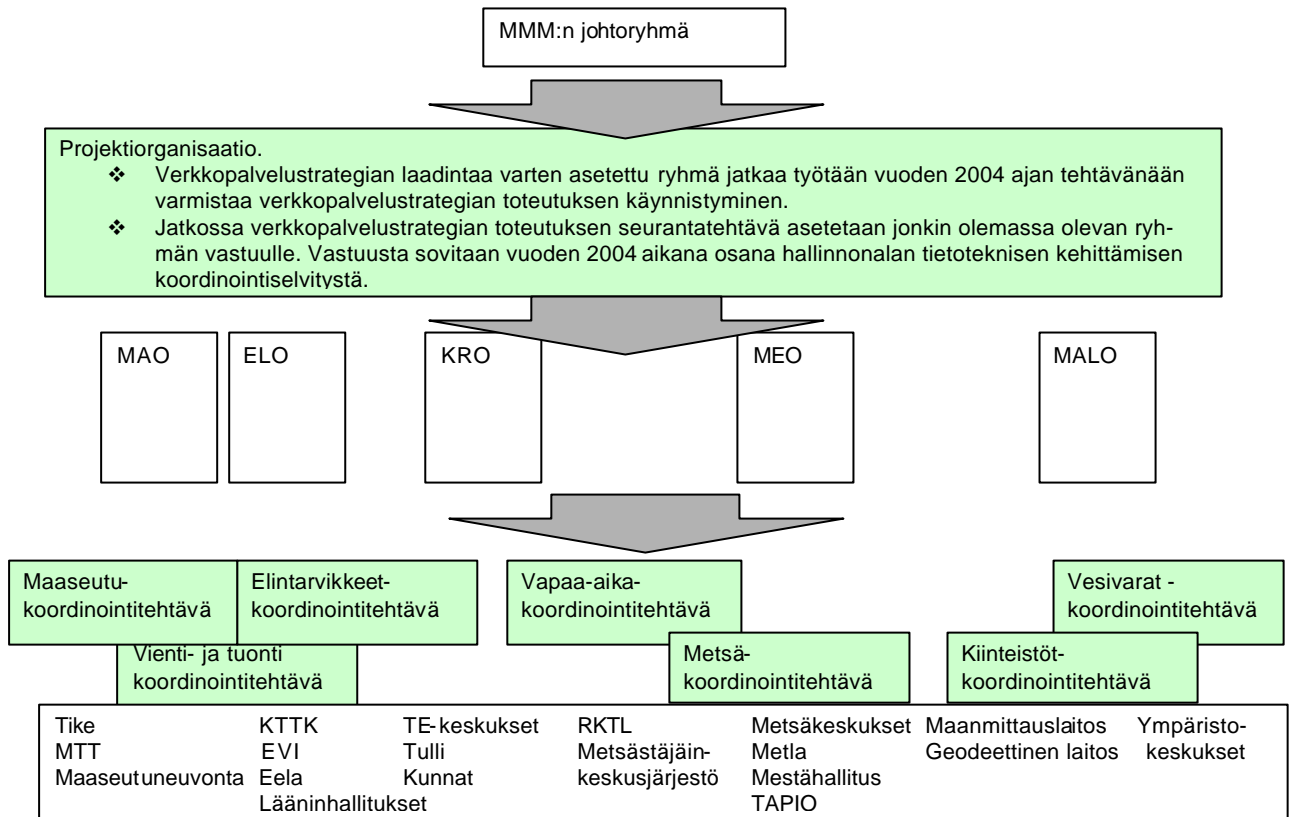 MMM:n johtoryhmä
Projektiorganisaatio.
❖ Verkkopalvelustrategian laadintaa varten asetettu ryhmä jatkaa työtään vuoden 2004 ajan tehtävänään
varmistaa verkkopalvelustrategian toteutuksen käynnistyminen.
❖ Jatkossa verkkopalvelustrategian toteutuksen seurantatehtävä asetetaan jonkin olemassa olevan ryh-
män vastuulle. Vastuusta sovitaan vuoden 2004 aikana osana hallinnonalan tietoteknisen kehittämisen
koordinointiselvitystä.
MAO
ELO
KRO
MEO
MALO
Maaseutu-
koordinointitehtävä
Elintarvikkeet-
koordinointitehtävä
Vienti- ja tuonti
koordinointitehtävä
Vapaa-aika-
koordinointitehtävä
Metsä-
koordinointitehtävä
Vesivarat -
koordinointitehtävä
Kiinteistöt-
koordinointitehtävä
Tike
MTT
Maaseutuneuvonta
KTTK
EVI
Eela
Lääninhallitukset
TE-keskukset
Tulli
Kunnat
RKTL
Metsästäjäin-
keskusjärjestö
Metsäkeskukset
Metla
Mestähallitus
TAPIO
Maanmittauslaitos
Geodeettinen laitos
Ympäristo-
keskukset